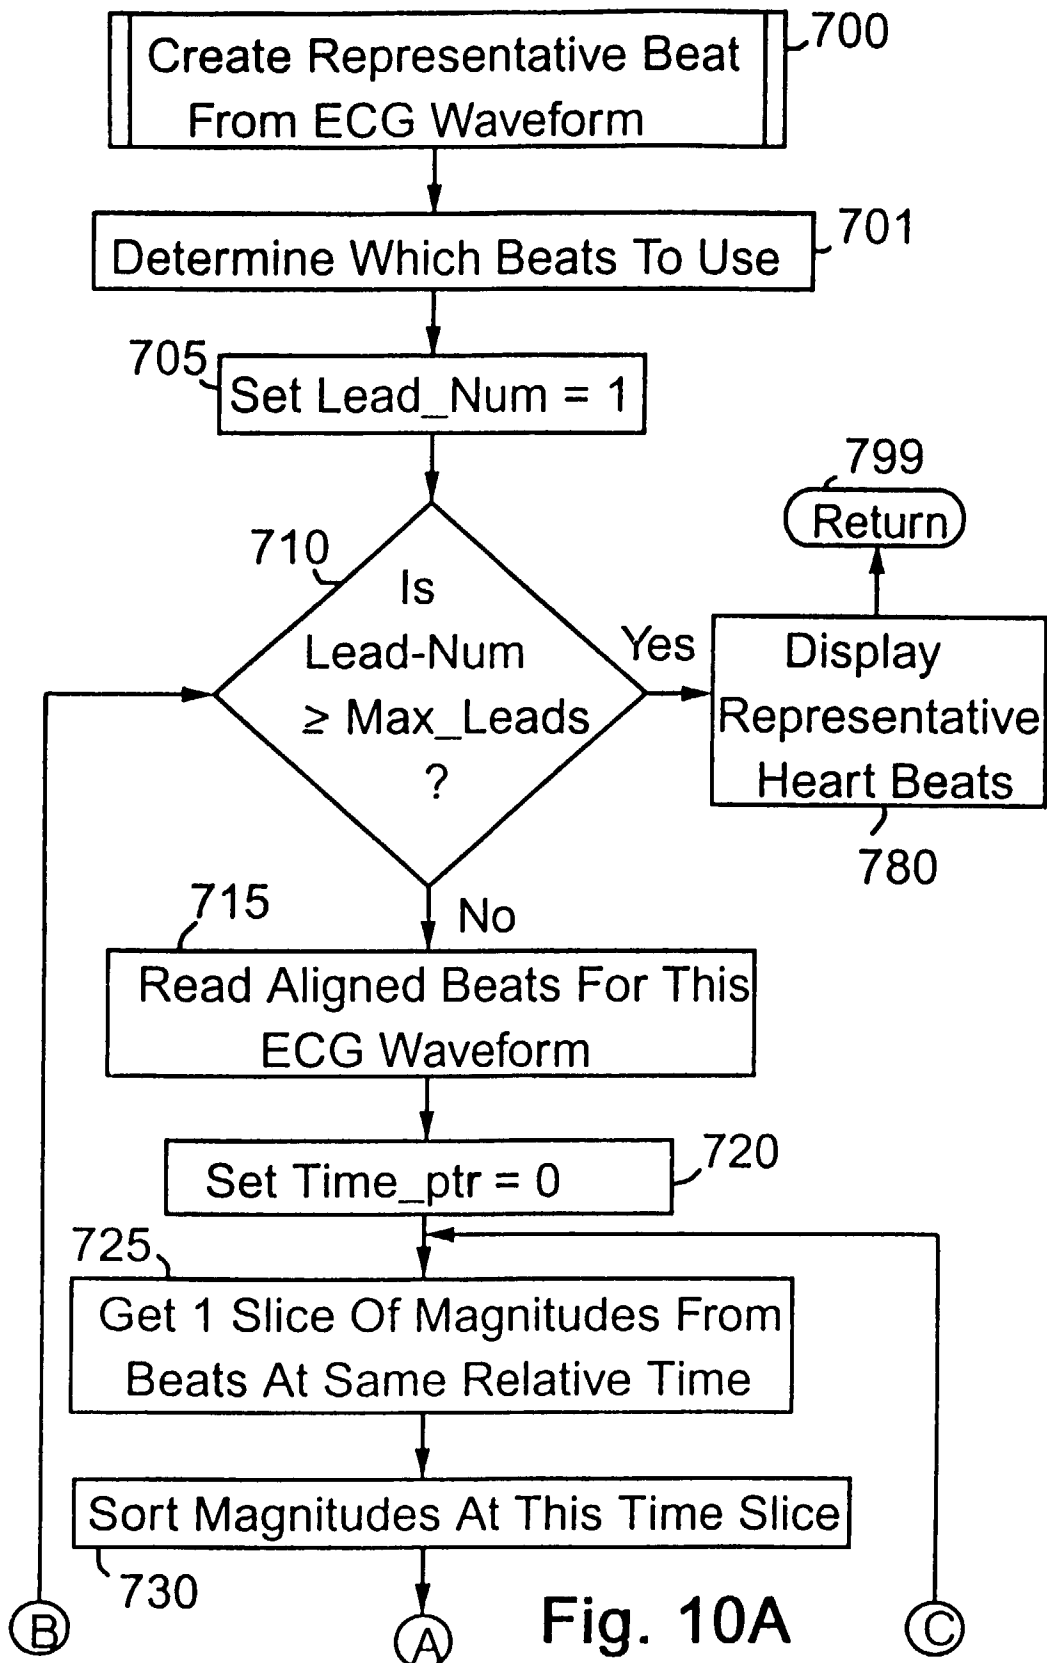 Create Representative Beat
From ECG Waveform
700
Determine Which Beats To Use
701
705
Set Lead_Num = 1
799
Return
710
Is
Lead-Num
≥ Max_Leads
?
Yes
Display
Representative
Heart Beats
780
No
715
Read Aligned Beats For This
ECG Waveform
Set Time_ptr = 0
720
725
Get 1 Slice Of Magnitudes From
Beats At Same Relative Time
Sort Magnitudes At This Time Slice
730
B
A
Fig. 10A
C